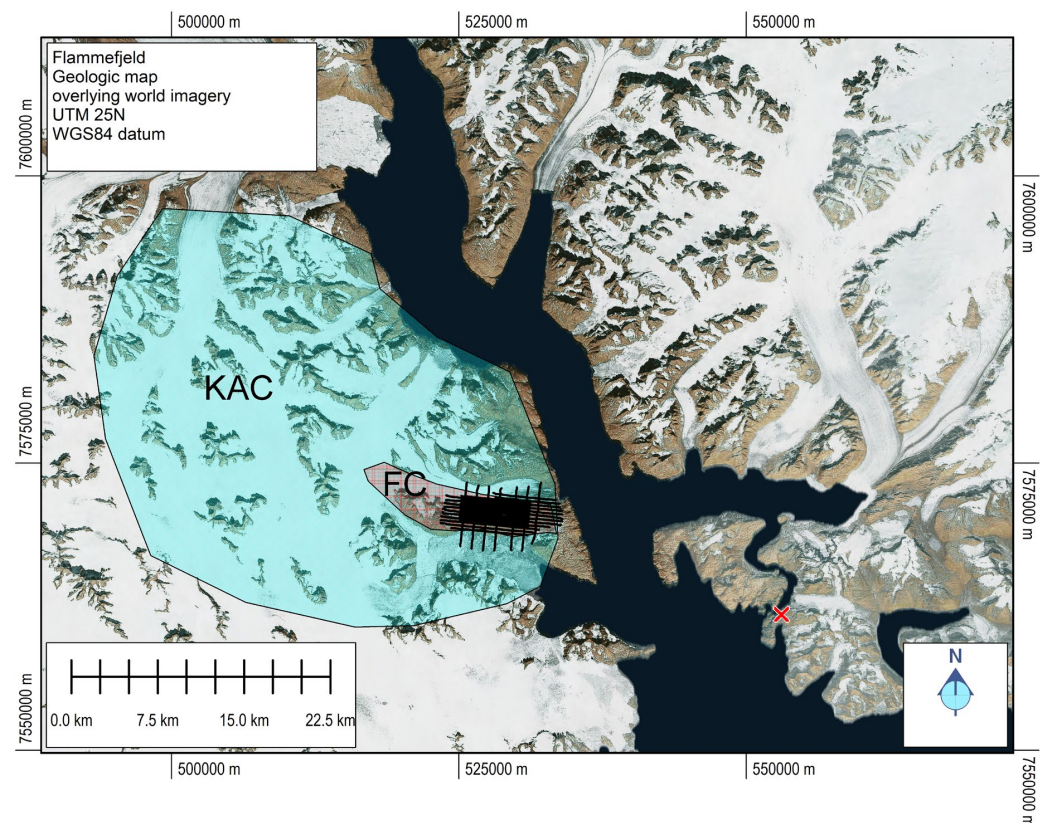 500000 m
525000 m
550000 m
Flammefjeld
Geologic map
overlying world imagery
UTM 25N
WGS84 datum
7600000 m
7600000 m
KAC
7575000 m
7575000 m
FC
N
0.0 km
7.5 km
15.0 km
22.5 km
7550000 m
7550000 m
500000 m
525000 m
550000 m